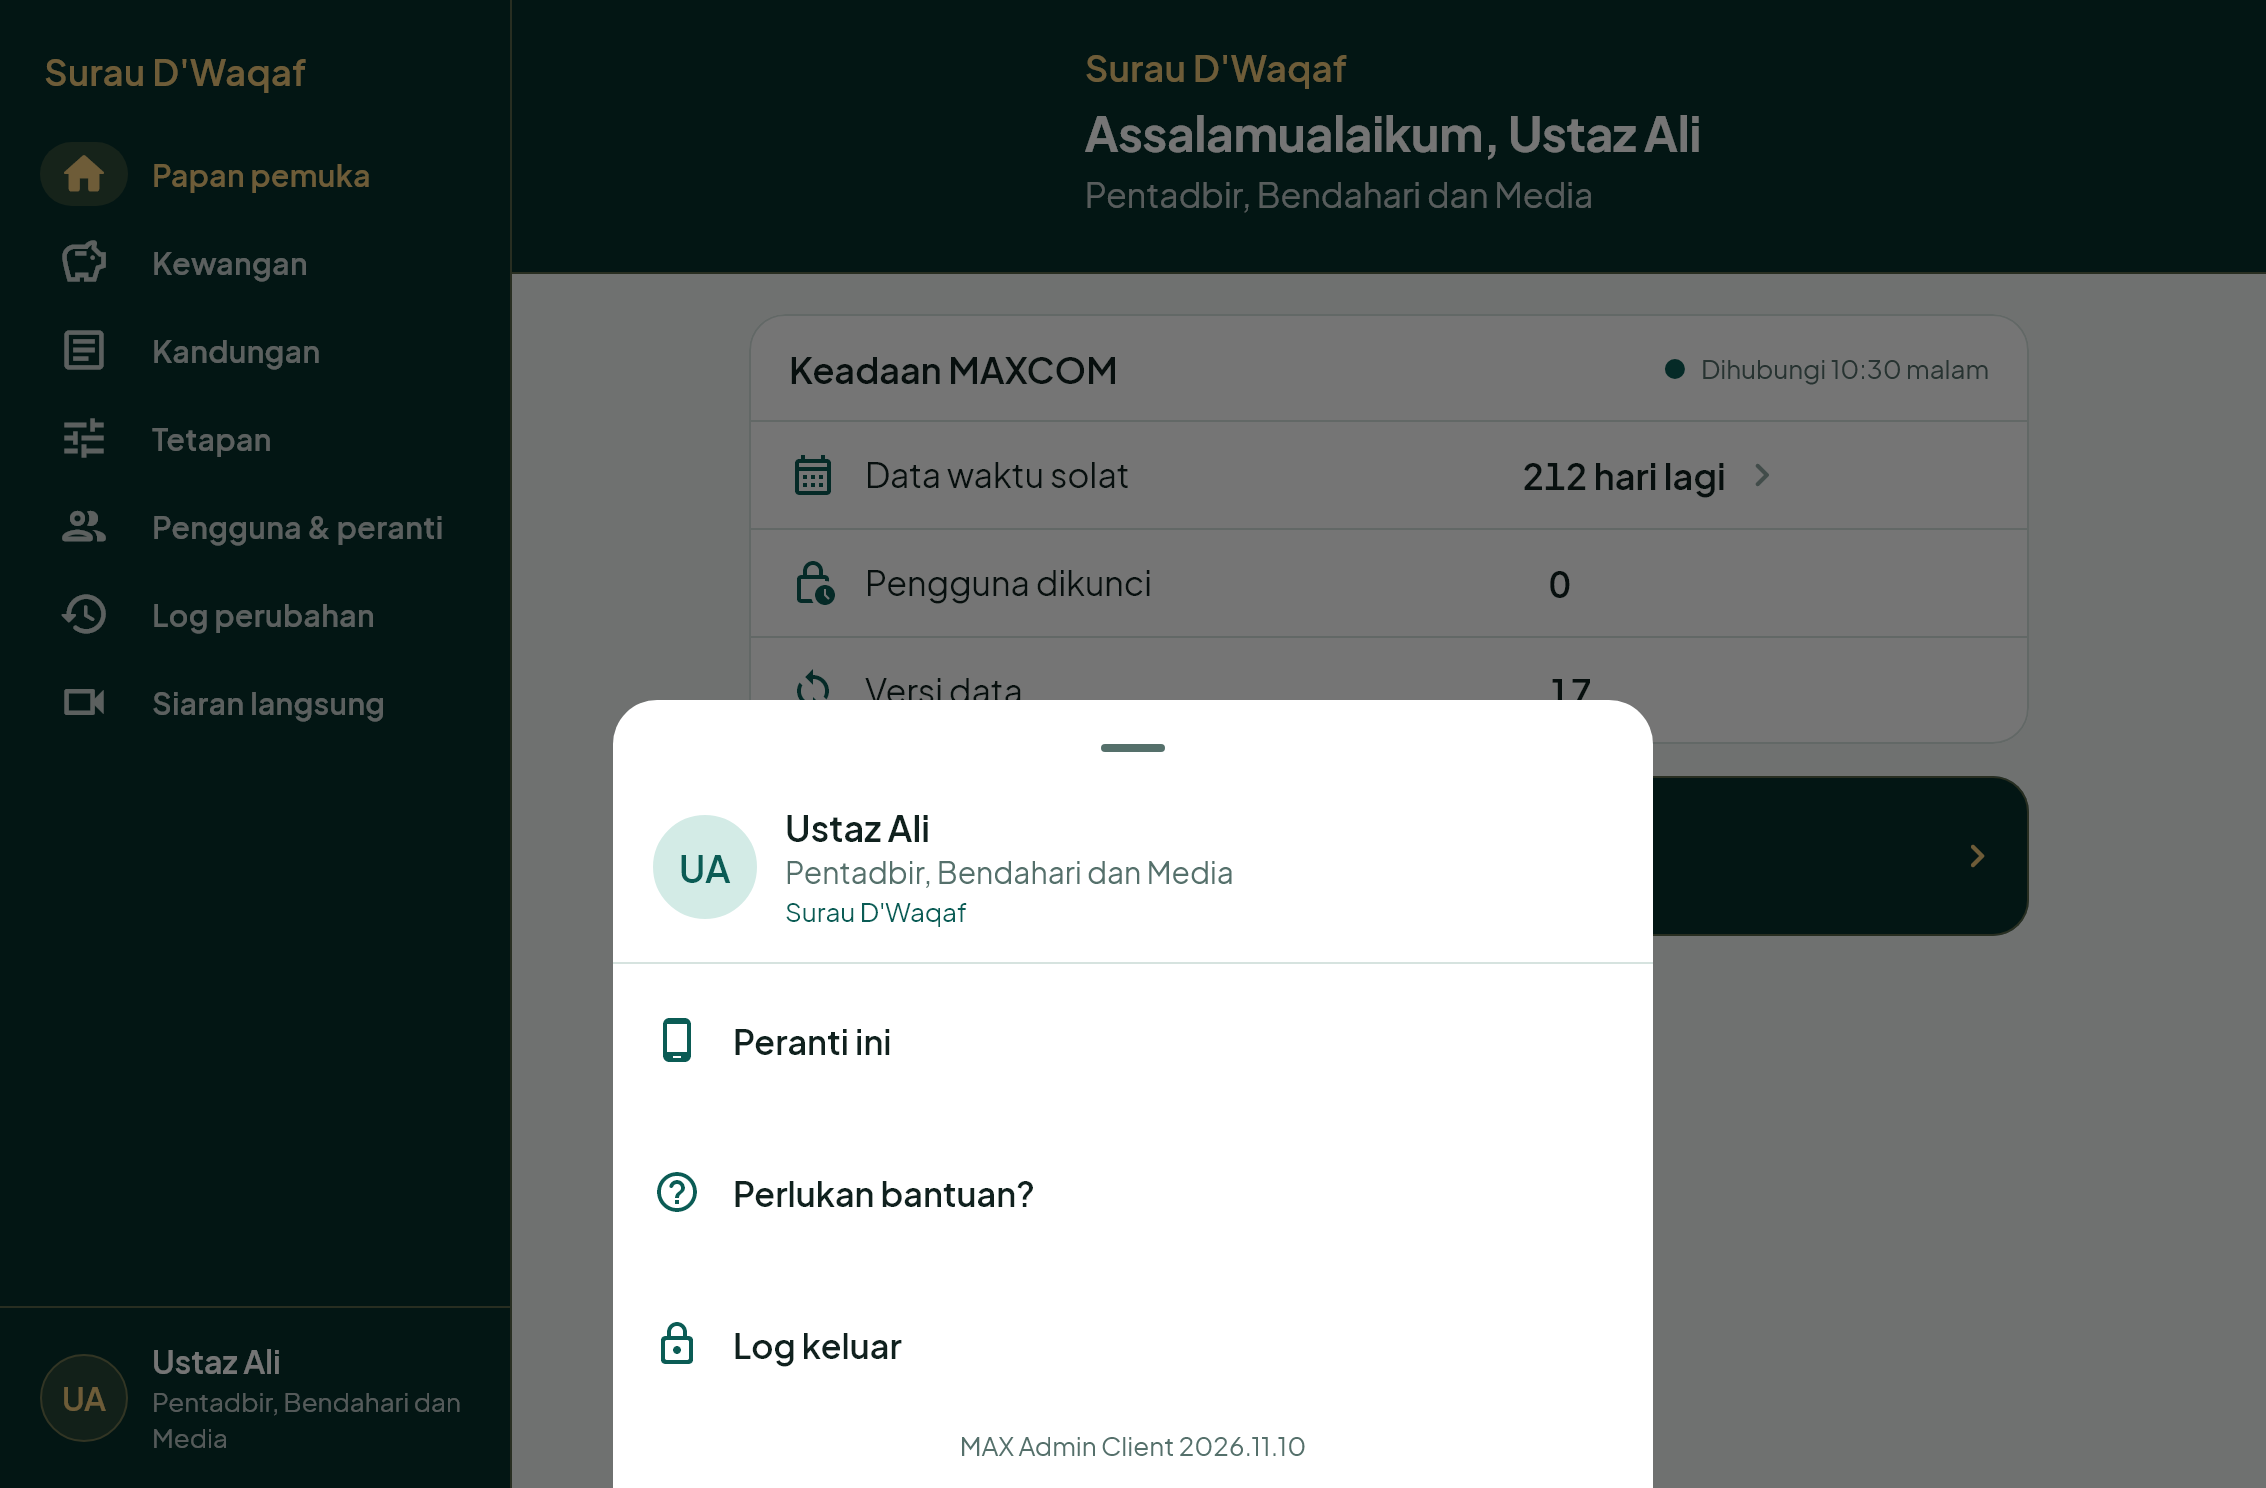 Surau D'Waqaf
Papan pemuka
Kewangan
Kandungan
Tetapan
Pengguna & peranti
Log perubahan
Siaran langsung
UA
Ustaz Ali
Pentadbir, Bendahari dan
Media
Surau D'Waqaf
Assalamualaikum, Ustaz Ali
Pentadbir, Bendahari dan Media
Keadaan MAXCOM
Dihubungi 10:30 malam
Data waktu solat
212 hari lagi
Pengguna dikunci
0
Versi data
17
UA
Ustaz Ali
Pentadbir, Bendahari dan Media
Surau D'Waqaf
Peranti ini
Perlukan bantuan?
Log keluar
MAX Admin Client 2026.11.10